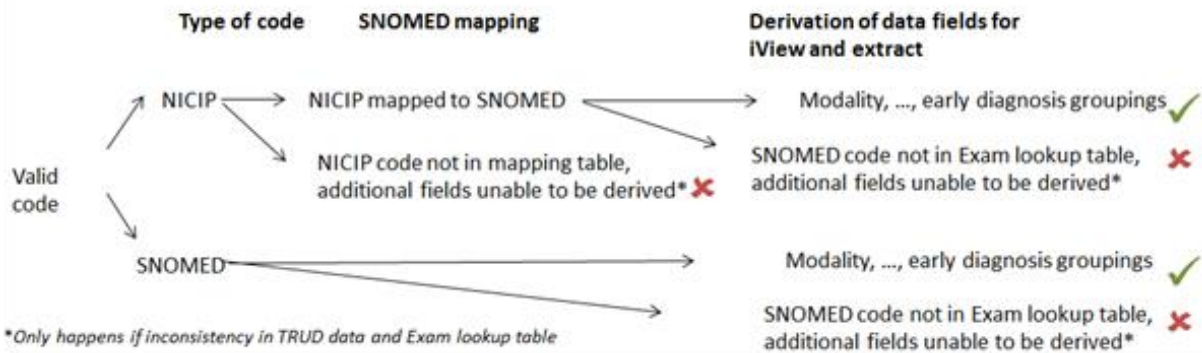 Type of code
SNOMED mapping
Derivation of data fields for
iView and extract
NICIP
NICIP mapped to SNOMED
Modality, ..., early diagnosis groupings
NICIP code not in mapping table,
additional fields unable to be derived*
SNOMED code not in Exam lookup table,
additional fields unable to be derived*
Valid
code
SNOMED
Modality, ..., early diagnosis groupings
SNOMED code not in Exam lookup table,
additional fields unable to be derived*
*Only happens if inconsistency in TRUD data and Exam lookup table